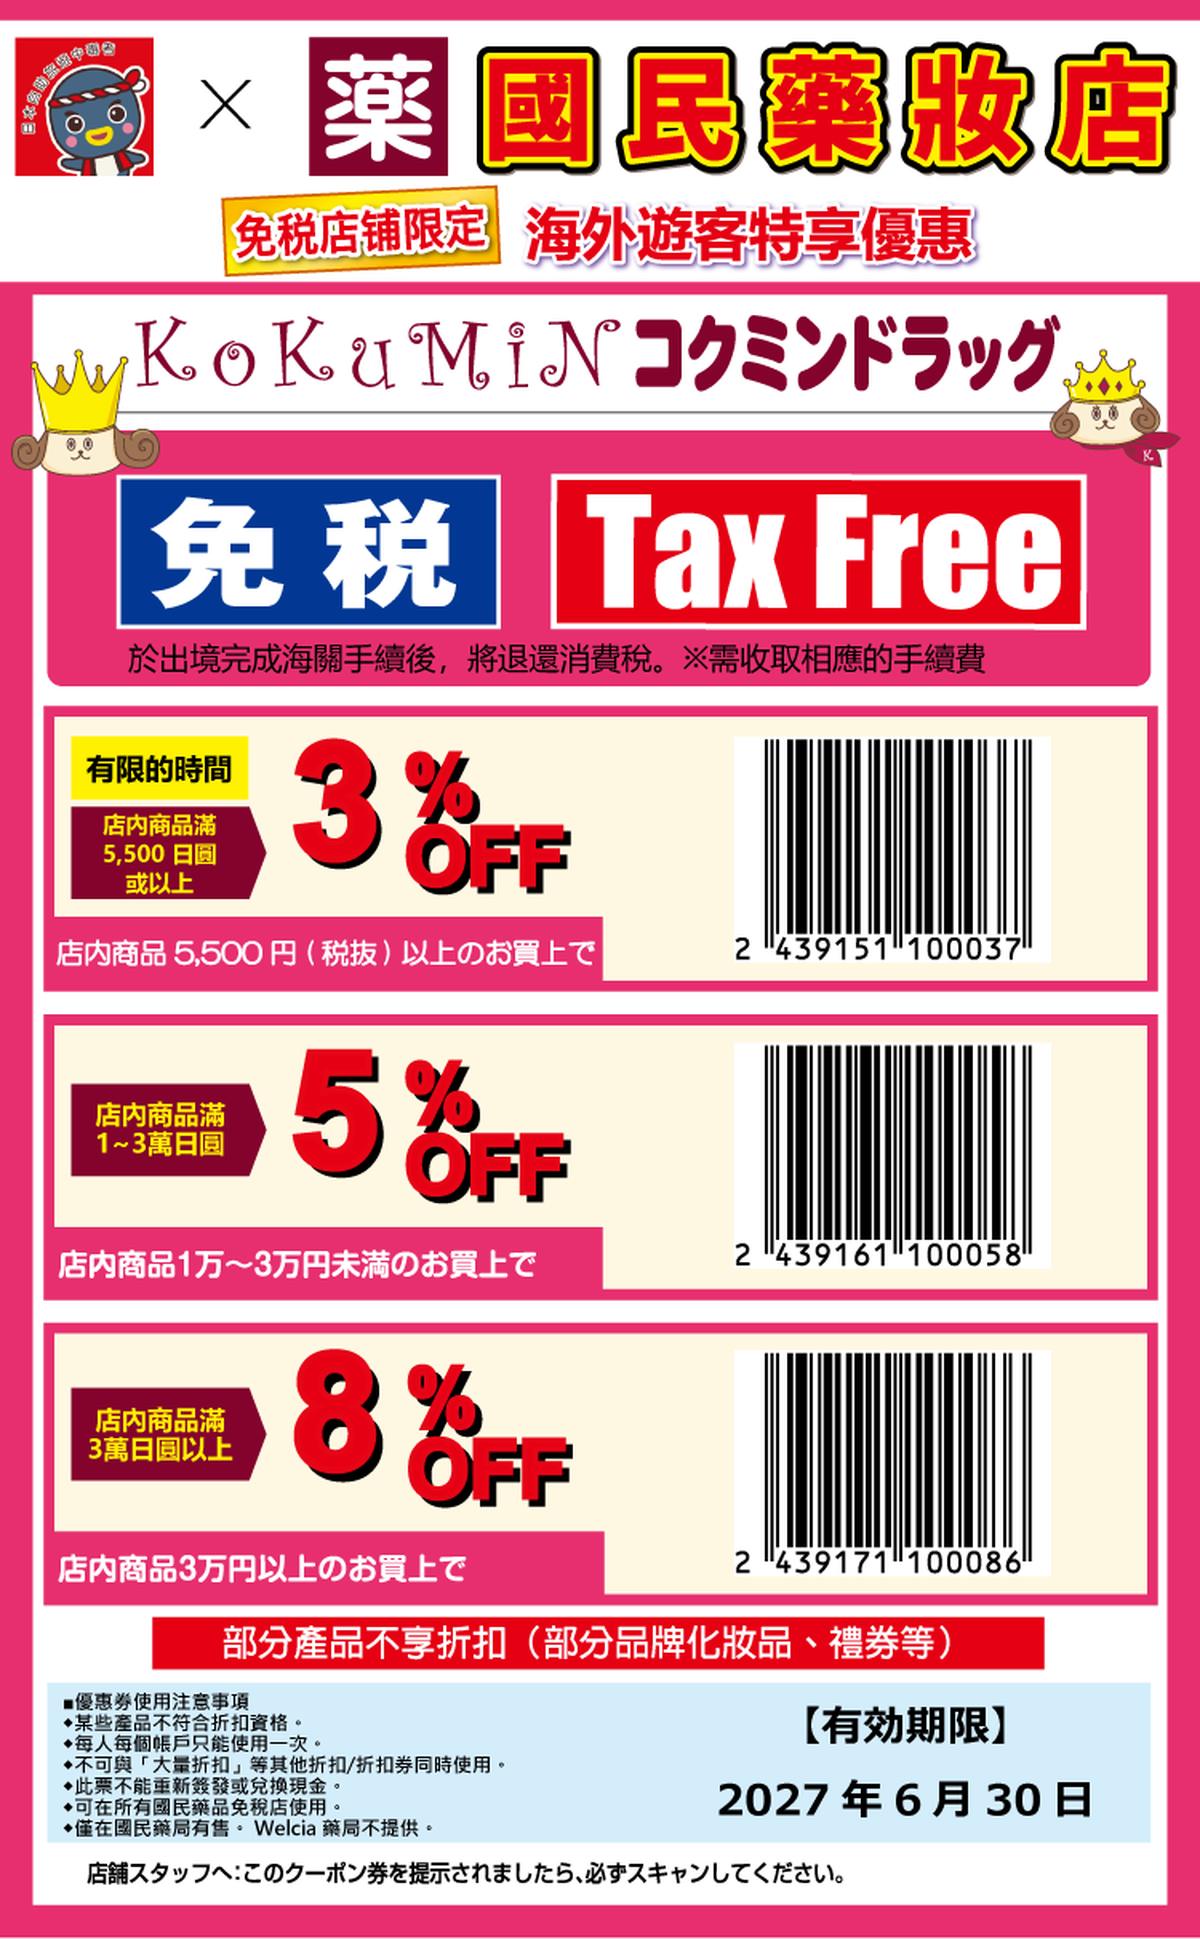 日本自助旅遊中毒者
×
薬
國民藥妝店
免税店铺限定
海外遊客特享優惠
KoKuMiN コクミンドラッグ
K
免 税
Tax Free
於出境完成海關手續後，將退還消費稅。※需收取相應的手續費
有限的時間
店內商品滿
5,500 日圓
或以上
3%
OFF
2 439151 100037
店内商品 5,500 円（税抜）以上のお買上で
店內商品滿
1~3萬日圓
5%
OFF
2 439161 100058
店内商品1万～3万円未満のお買上で
店內商品滿
3萬日圓以上
8%
OFF
2 439171 100086
店内商品3万円以上のお買上で
部分產品不享折扣（部分品牌化妝品、禮券等）
■優惠券使用注意事項
◆某些產品不符合折扣資格。
◆每人每個帳戶只能使用一次。
◆不可與「大量折扣」等其他折扣/折扣券同時使用。
◆此票不能重新簽發或兌換現金。
◆可在所有國民藥品免稅店使用。
◆僅在國民藥局有售。 Welcia 藥局不提供。
【有効期限】
2027 年 6 月 30 日
店舗スタッフへ：このクーポン券を提示されましたら、必ずスキャンしてください。